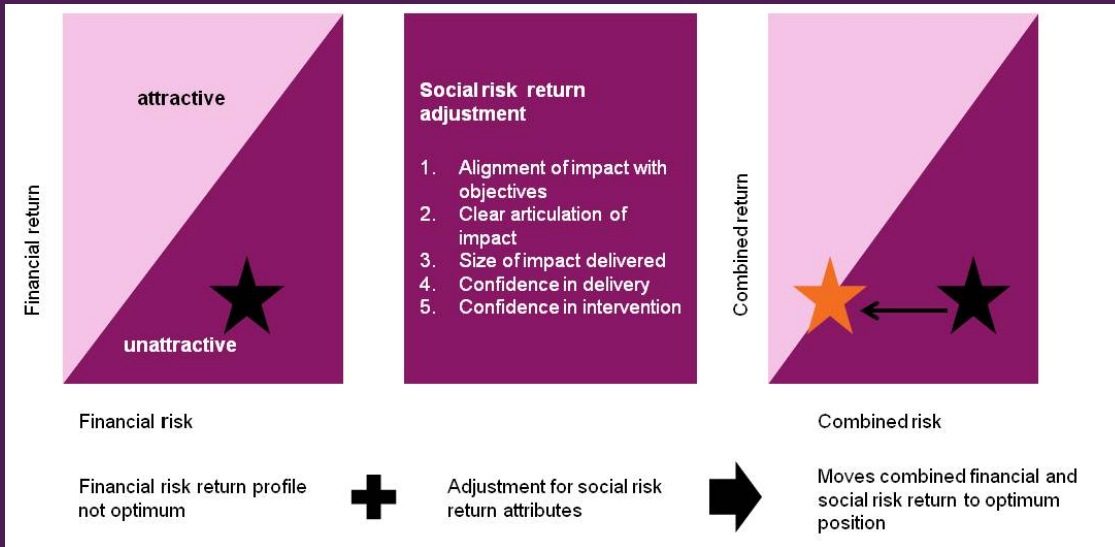 Financial return
attractive
unattractive
Financial risk
Social risk return
adjustment
1. Alignment of impact with
objectives
2. Clear articulation of
impact
3. Size of impact delivered
4. Confidence in delivery
5. Confidence in intervention
Combined return
Combined risk
Financial risk return profile
not optimum
Adjustment for social risk
return attributes
Moves combined financial and
social risk return to optimum
position